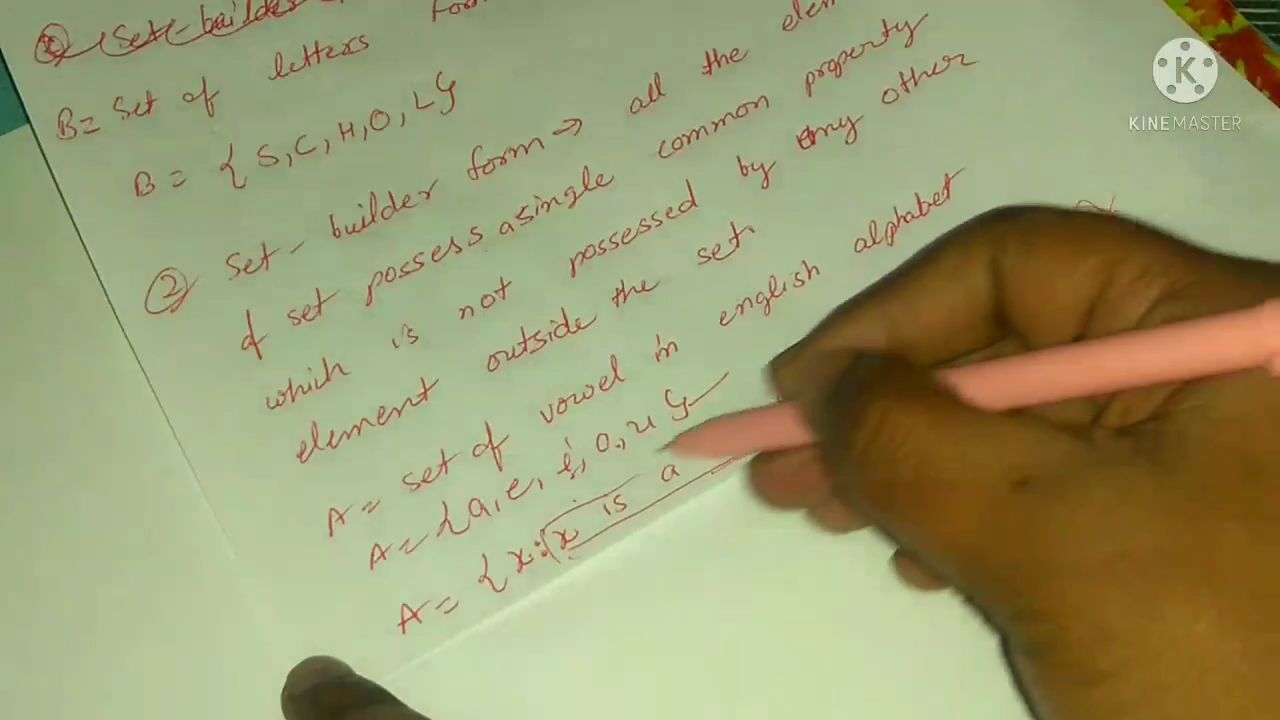 Set-builder
B= Set of letters
B = { S, C, H, O, L}
② Set-builder form → all the
of set possess a single common property
which is not possessed by any other
element outside the set.
A = set of vowel in english alphabet
A = {a, e, i, o, u}
A = {x: x is a
KINEMASTER